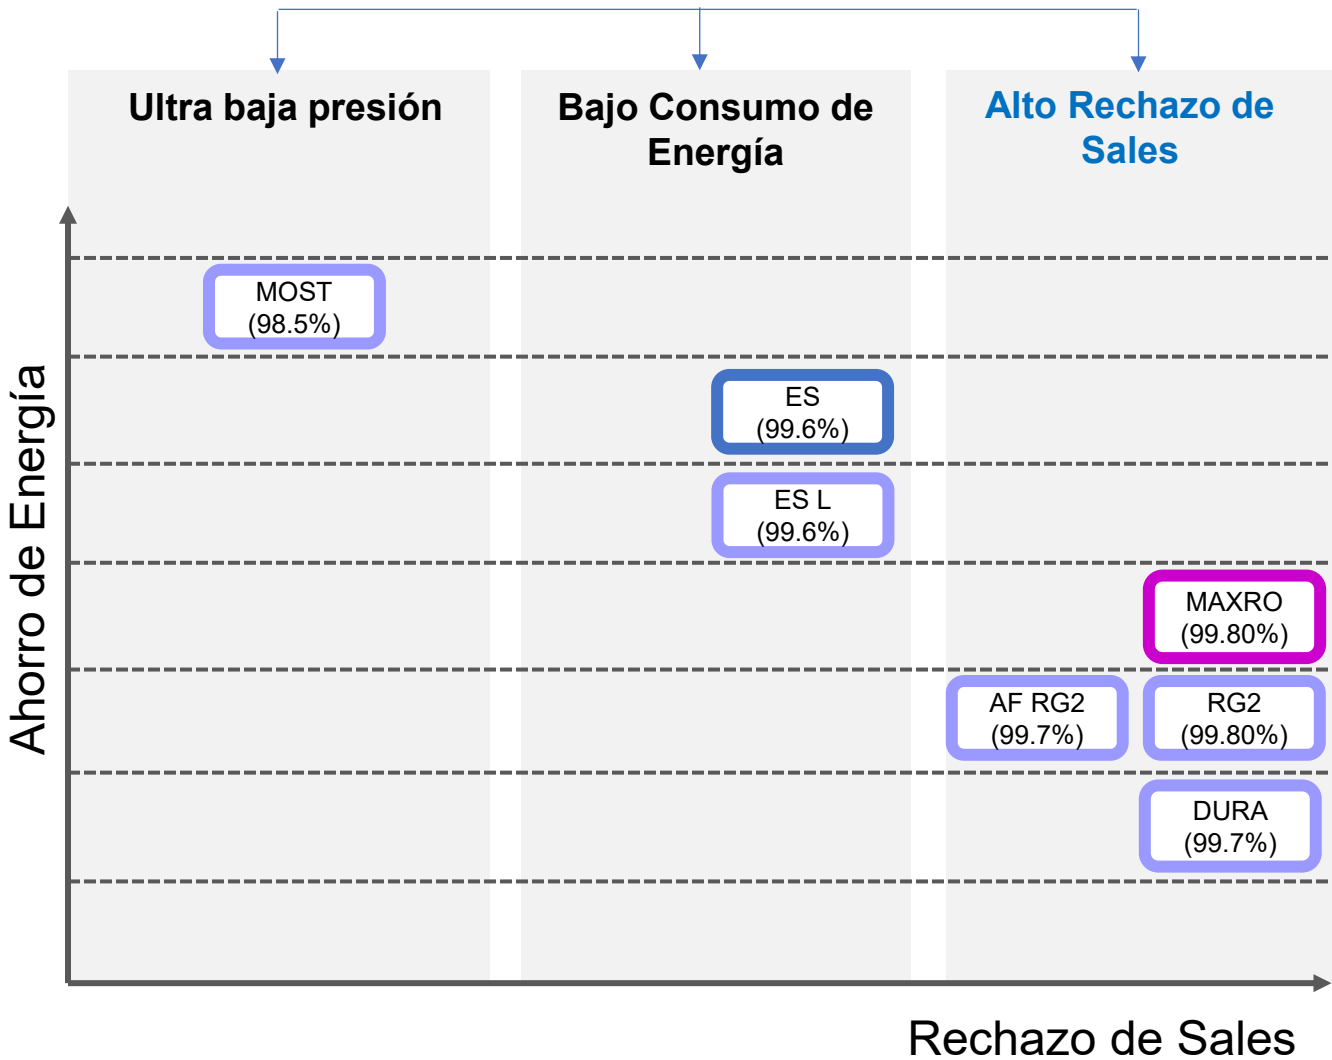 Ultra baja presión
Bajo Consumo de
Energía
Alto Rechazo de
Sales
Ahorro de Energía
MOST
(98.5%)
ES
(99.6%)
ES L
(99.6%)
MAXRO
(99.80%)
AF RG2
(99.7%)
RG2
(99.80%)
DURA
(99.7%)
Rechazo de Sales